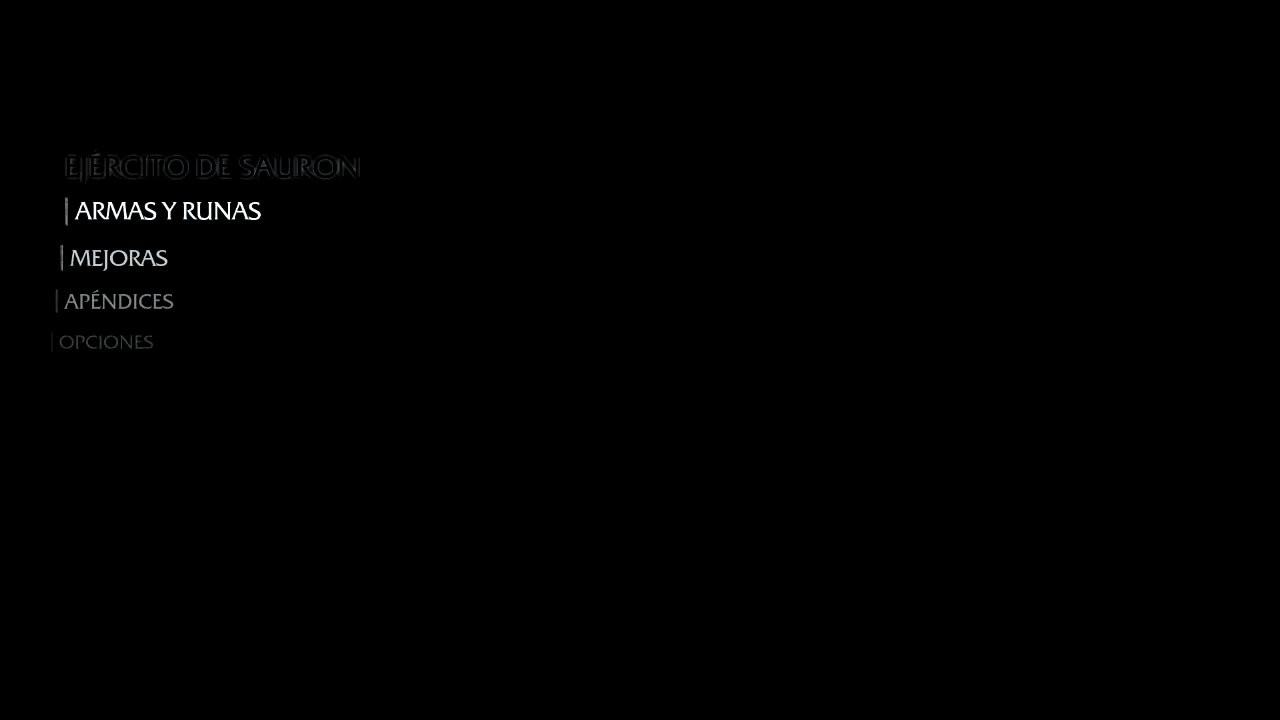 EJÉRCITO DE SAURON
ARMAS Y RUNAS
MEJORAS
APÉNDICES
OPCIONES